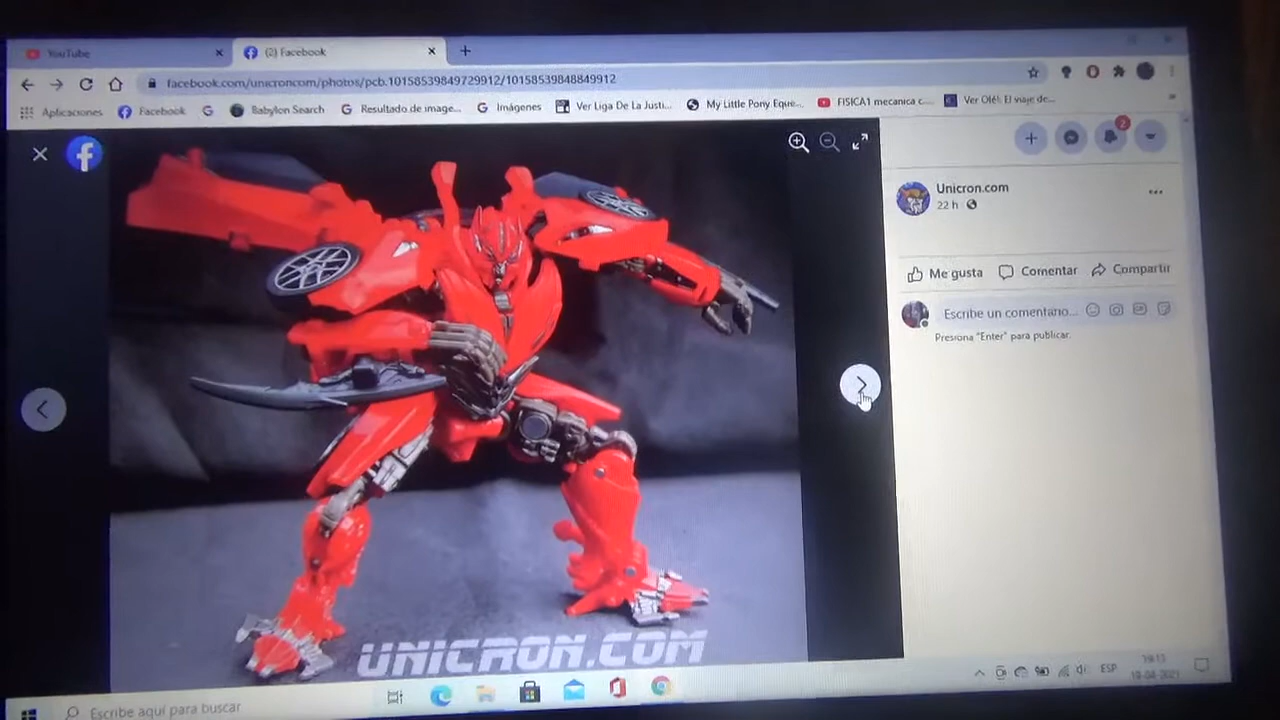 YouTube
(2) Facebook
facebook.com/unicroncom/photos/pcb.10158539849729912/10158539848849912
Aplicaciones
Facebook
Babylon Search
Resultado de image...
Imágenes
Ver Liga De La Justi...
My Little Pony Eque...
FISICA1 mecanica c...
Ver Olé!: El viaje de...
2
Unicron.com
22 h
Me gusta
Comentar
Compartir
Escribe un comentario...
Presiona "Enter" para publicar.
UNICRON.COM
ESP
Escribe aquí para buscar